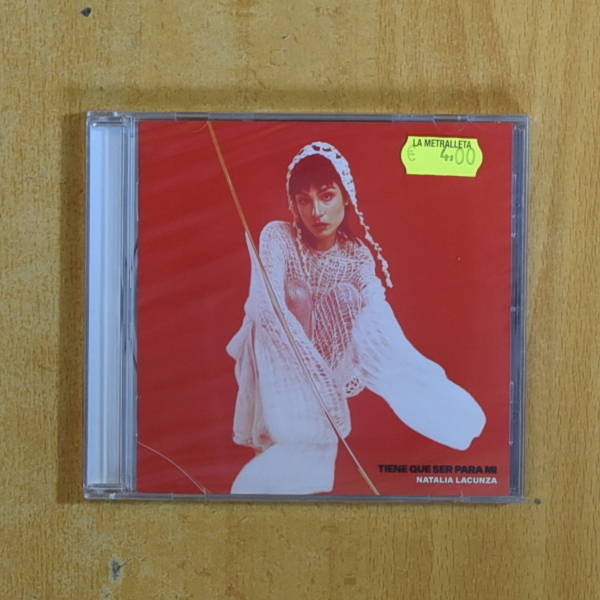 LA METRALLETA
€ 4,00
TIENE QUE SER PARA MI
NATALIA LACUNZA